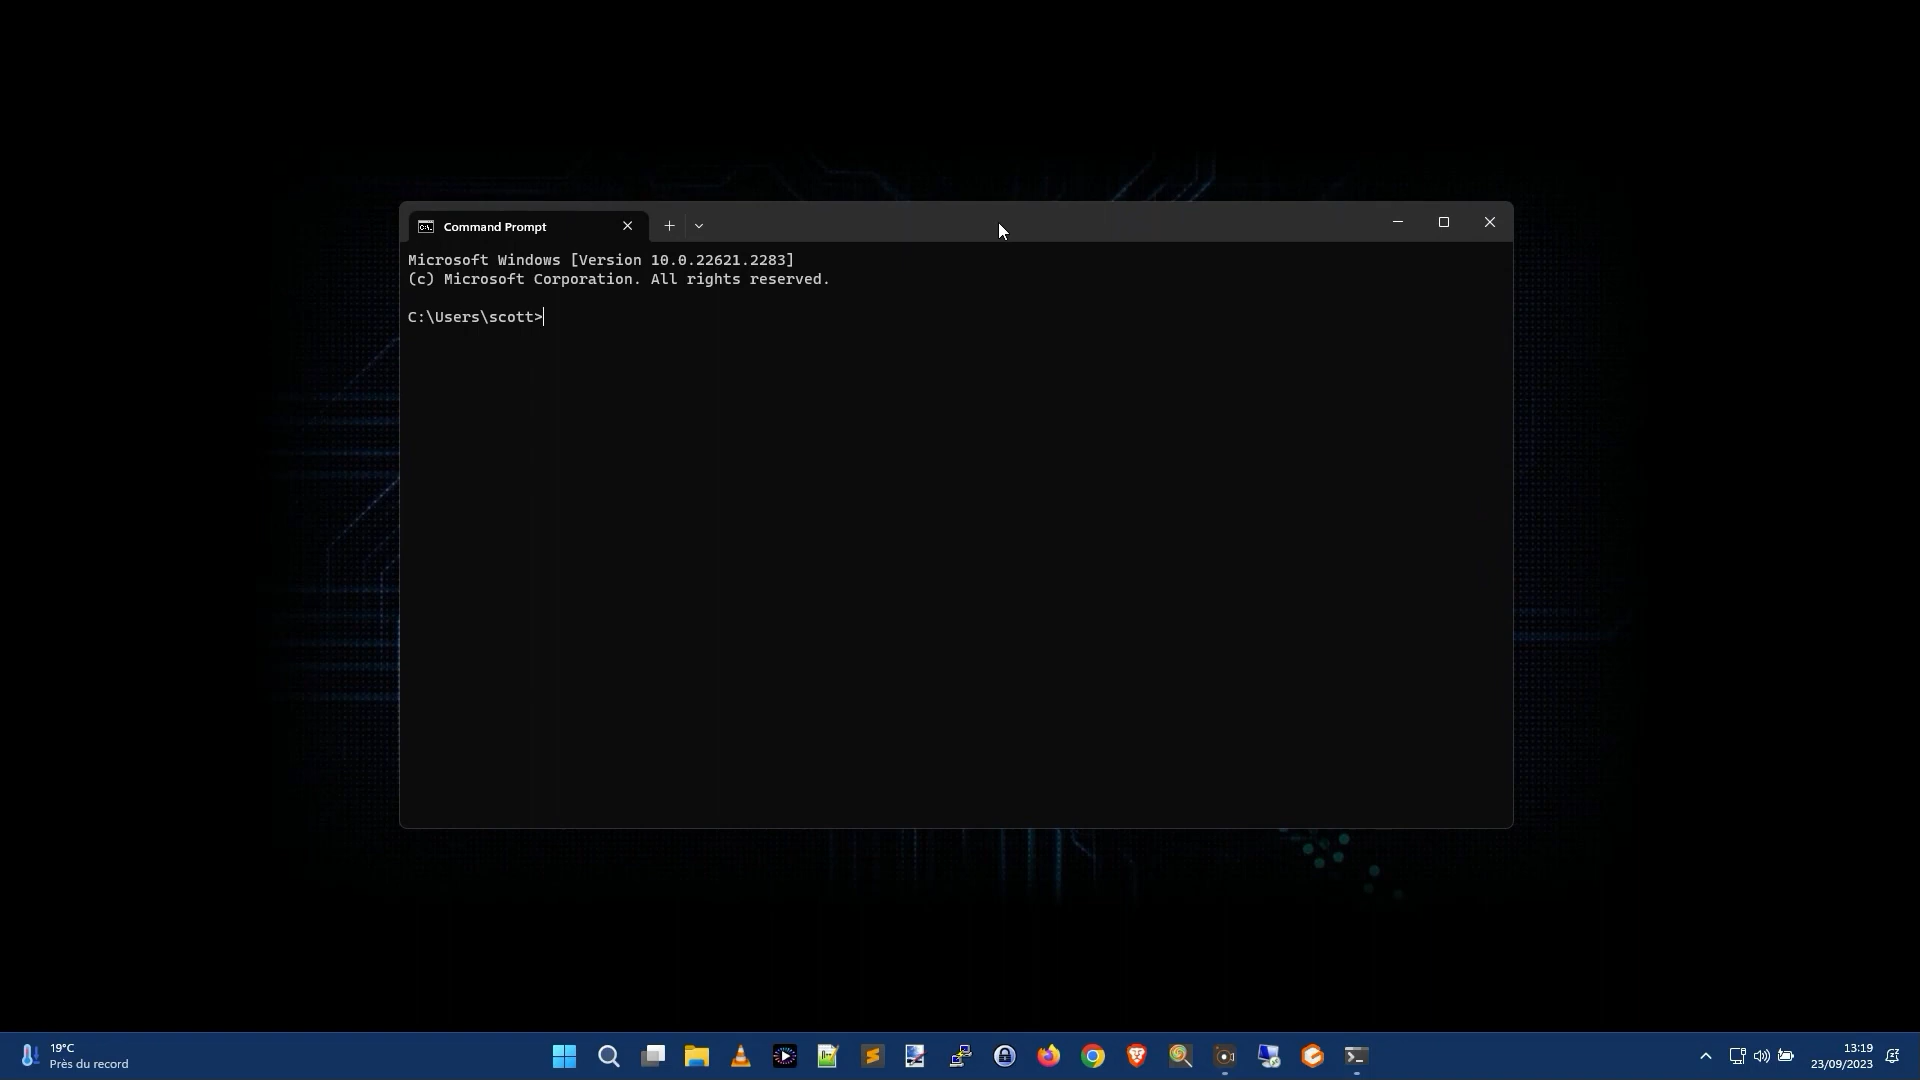 Command Prompt
Microsoft Windows [Version 10.0.22621.2283]
(c) Microsoft Corporation. All rights reserved.
C:\Users\scott>
19°C
Près du record
13:19
23/09/2023